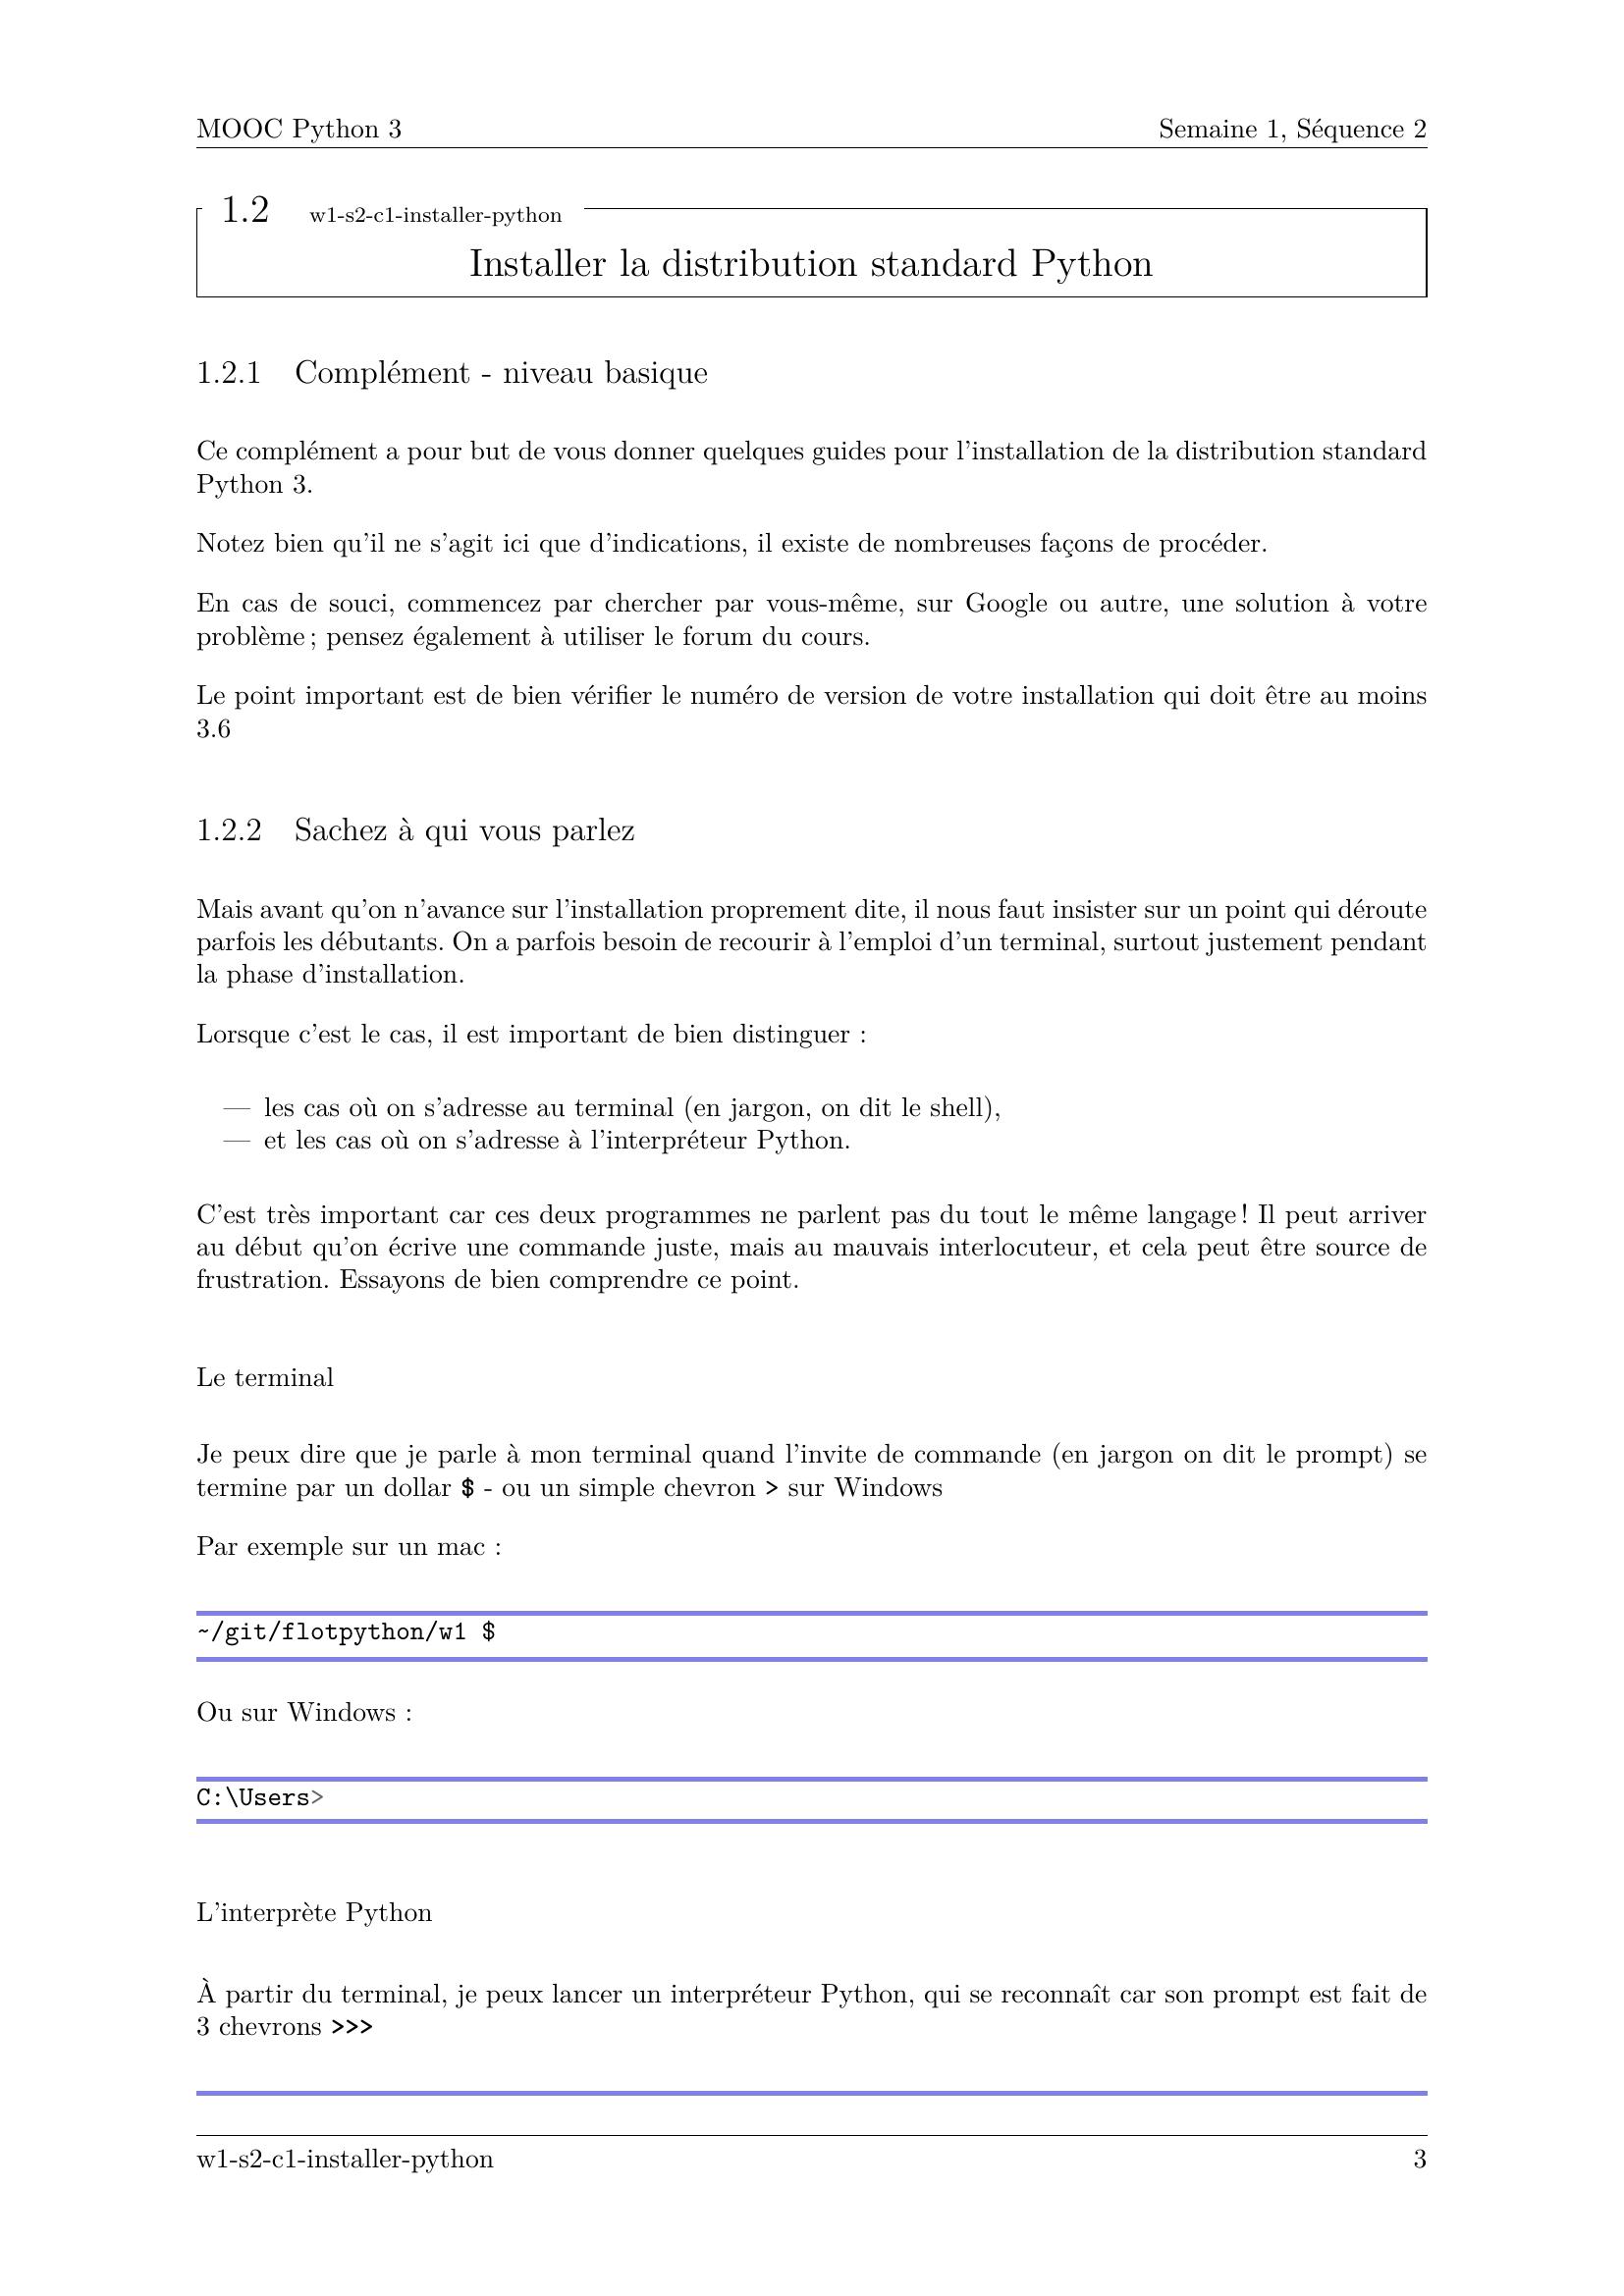 MOOC Python 3 Semaine 1, Séquence 2
1.2 w1-s2-c1-installer-python
Installer la distribution standard Python
1.2.1 Complément - niveau basique
Ce complément a pour but de vous donner quelques guides pour l'installation de la distribution standard
Python 3.
Notez bien qu'il ne s'agit ici que d'indications, il existe de nombreuses façons de procéder.
En cas de souci, commencez par chercher par vous-même, sur Google ou autre, une solution à votre
problème ; pensez également à utiliser le forum du cours.
Le point important est de bien vérifier le numéro de version de votre installation qui doit être au moins
3.6
1.2.2 Sachez à qui vous parlez
Mais avant qu'on n'avance sur l'installation proprement dite, il nous faut insister sur un point qui déroute
parfois les débutants. On a parfois besoin de recourir à l'emploi d'un terminal, surtout justement pendant
la phase d'installation.
Lorsque c'est le cas, il est important de bien distinguer :
— les cas où on s'adresse au terminal (en jargon, on dit le shell),
— et les cas où on s'adresse à l'interpréteur Python.
C'est très important car ces deux programmes ne parlent pas du tout le même langage ! Il peut arriver
au début qu'on écrive une commande juste, mais au mauvais interlocuteur, et cela peut être source de
frustration. Essayons de bien comprendre ce point.
Le terminal
Je peux dire que je parle à mon terminal quand l'invite de commande (en jargon on dit le prompt) se
termine par un dollar $ - ou un simple chevron > sur Windows
Par exemple sur un mac :
~/git/flotpython/w1 $
Ou sur Windows :
C:\Users>
L'interprète Python
À partir du terminal, je peux lancer un interpréteur Python, qui se reconnaît car son prompt est fait de
3 chevrons >>>
w1-s2-c1-installer-python 3